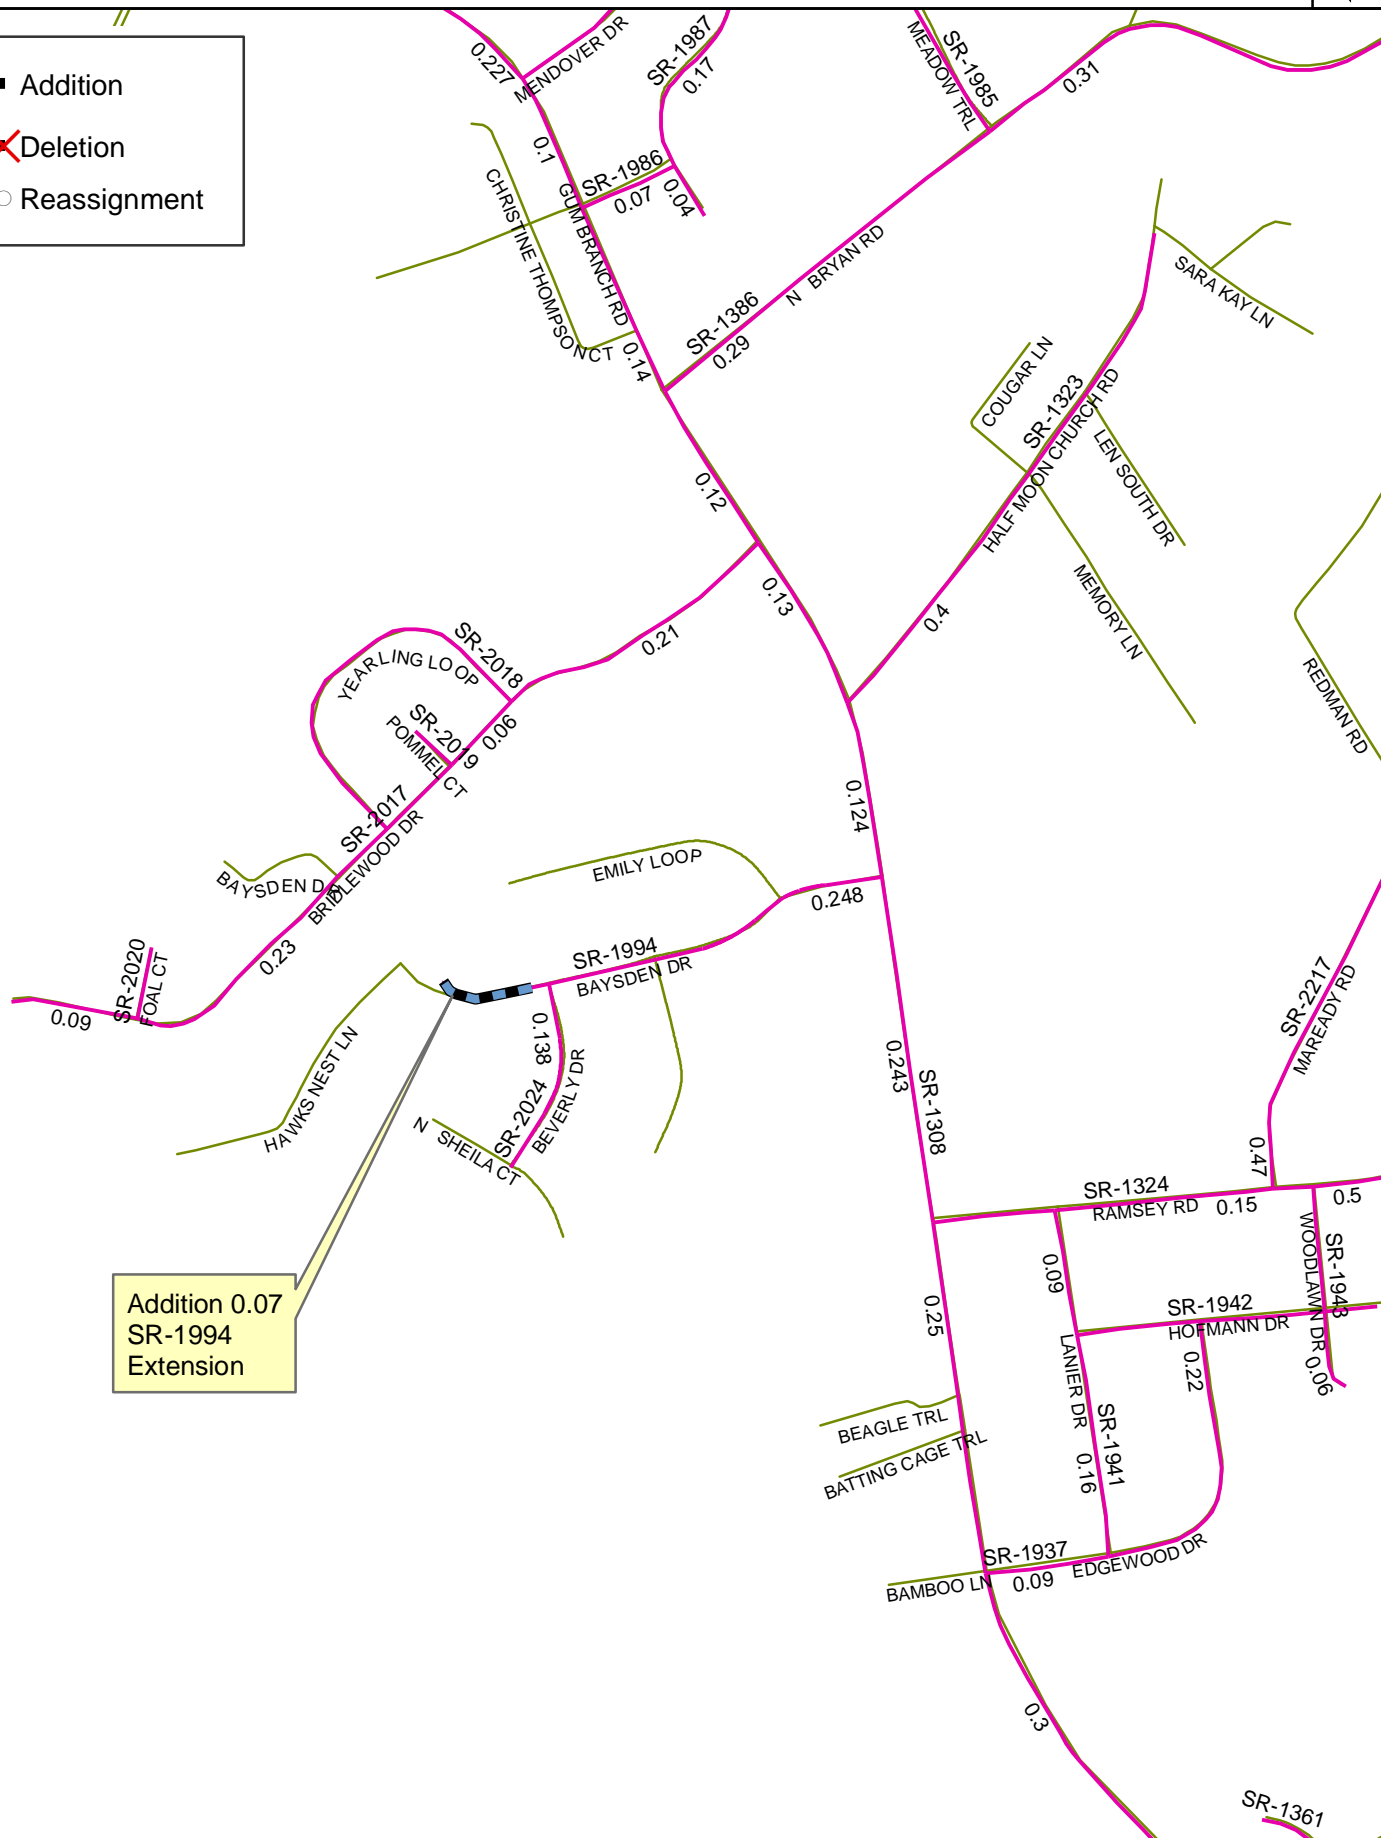 Addition
Deletion
Reassignment
0.227
MENDOVER DR
SR-1987
0.17
MEADOW TRL
SR-1985
0.31
0.1
SR-1986
0.07
0.04
CHRISTINE THOMPSON CT
GUM BRANCH RD
0.14
SR-1386
0.29
N BRYAN RD
SARA KAY LN
COUGAR LN
SR-1323
HALF MOON CHURCH RD
LEN SOUTH DR
0.12
0.13
0.4
MEMORY LN
REDMAN RD
0.21
SR-2018
YEARLING LOOP
SR-2019
POMMEL CT
0.06
SR-2017
BRIDLEWOOD DR
BAYSDEN DR
0.124
EMILY LOOP
0.248
0.23
SR-2020
FOAL CT
0.09
SR-1994
BAYSDEN DR
HAWKS NEST LN
0.138
BEVERLY DR
SR-2024
N SHEILA CT
0.243
SR-1308
SR-2217
MAREADY RD
0.47
SR-1324
RAMSEY RD
0.15
0.5
Addition 0.07
SR-1994
Extension
0.25
0.09
WOODLAWN DR
SR-1943
SR-1942
HOFMANN DR
0.22
0.06
LANIER DR
SR-1941
0.16
BEAGLE TRL
BATTING CAGE TRL
SR-1937
BAMBOO LN
0.09
EDGEWOOD DR
0.3
SR-1361